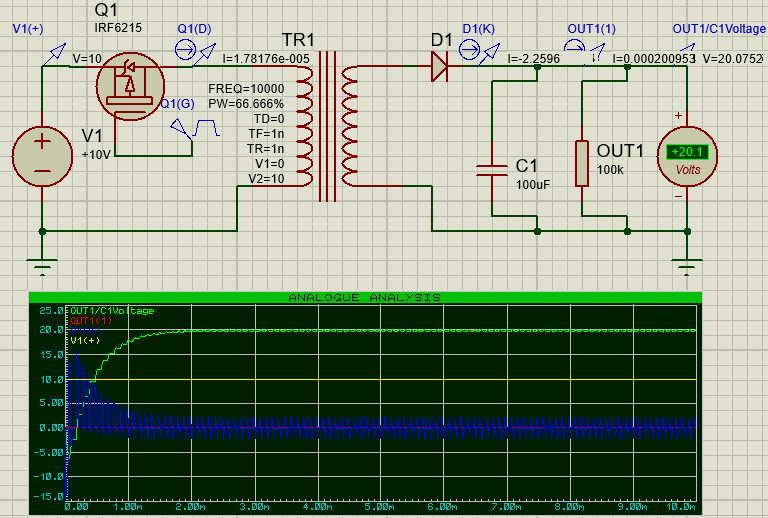 Q1
IRF6215
V1(+)
Q1(D)
TR1
D1(K)
OUT1(1)
OUT1/C1Voltage
D1
V=10
I=1.78176e-005
I=-2.2596
I=0.000200953
V=20.0752
FREQ=10000
PW=66.666%
TD=0
TF=1n
TR=1n
V1=0
V2=10
Q1(G)
V1
+10V
C1
100uF
OUT1
100k
+
+20.1
Volts
−
ANALOGUE ANALYSIS
OUT1/C1Voltage
OUT1(1)
V1(+)
25.0
20.0
15.0
10.0
5.00
0.00
-5.00
-10.0
-15.0
0.00 1.00m 2.00m 3.00m 4.00m 5.00m 6.00m 7.00m 8.00m 9.00m 10.0m